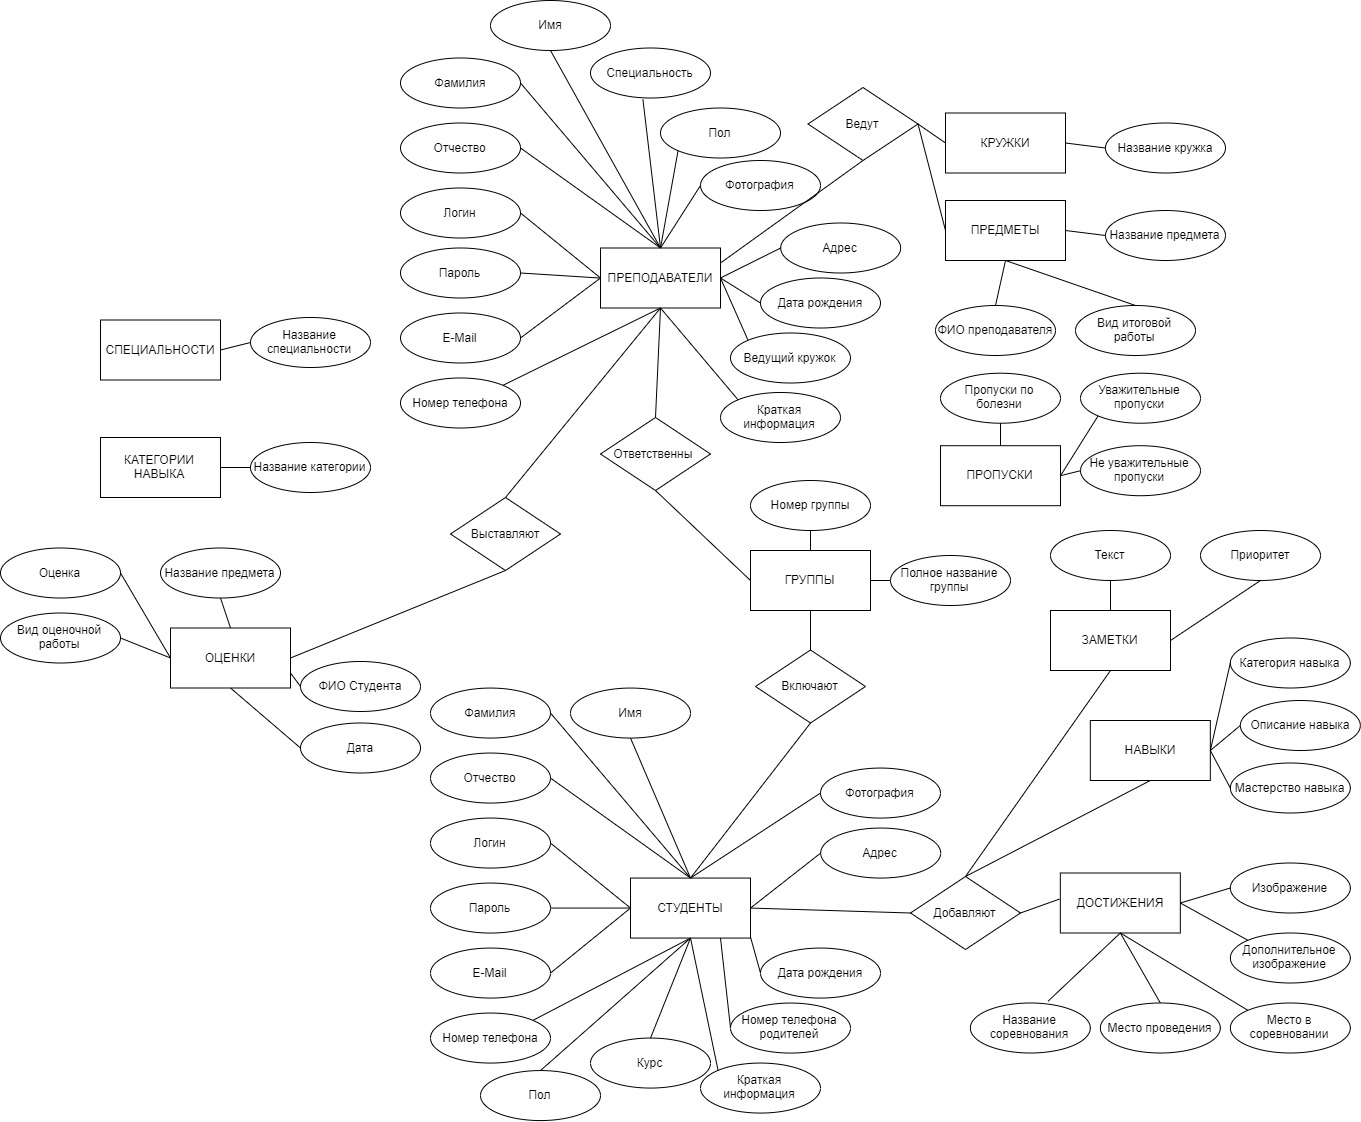 Имя
Специальность
Фамилия
Пол
Ведут
КРУЖКИ
Название кружка
Отчество
Фотография
Логин
ПРЕДМЕТЫ
Название предмета
Адрес
Пароль
ПРЕПОДАВАТЕЛИ
Дата рождения
ФИО преподавателя
Вид итоговой
работы
E-Mail
Ведущий кружок
СПЕЦИАЛЬНОСТИ
Название
специальности
Номер телефона
Краткая
информация
Пропуски по
болезни
Уважительные
пропуски
Ответственны
КАТЕГОРИИ
НАВЫКА
Название категории
ПРОПУСКИ
Не уважительные
пропуски
Номер группы
Выставляют
Текст
Приоритет
Оценка
Название предмета
ГРУППЫ
Полное название
группы
Вид оценочной
работы
ОЦЕНКИ
ЗАМЕТКИ
ФИО Студента
Включают
Категория навыка
Фамилия
Имя
Описание навыка
Дата
НАВЫКИ
Отчество
Мастерство навыка
Фотография
Логин
Адрес
Пароль
СТУДЕНТЫ
Добавляют
ДОСТИЖЕНИЯ
Изображение
E-Mail
Дата рождения
Дополнительное
изображение
Номер телефона
Номер телефона
родителей
Название
соревнования
Место проведения
Место в
соревновании
Курс
Пол
Краткая
информация